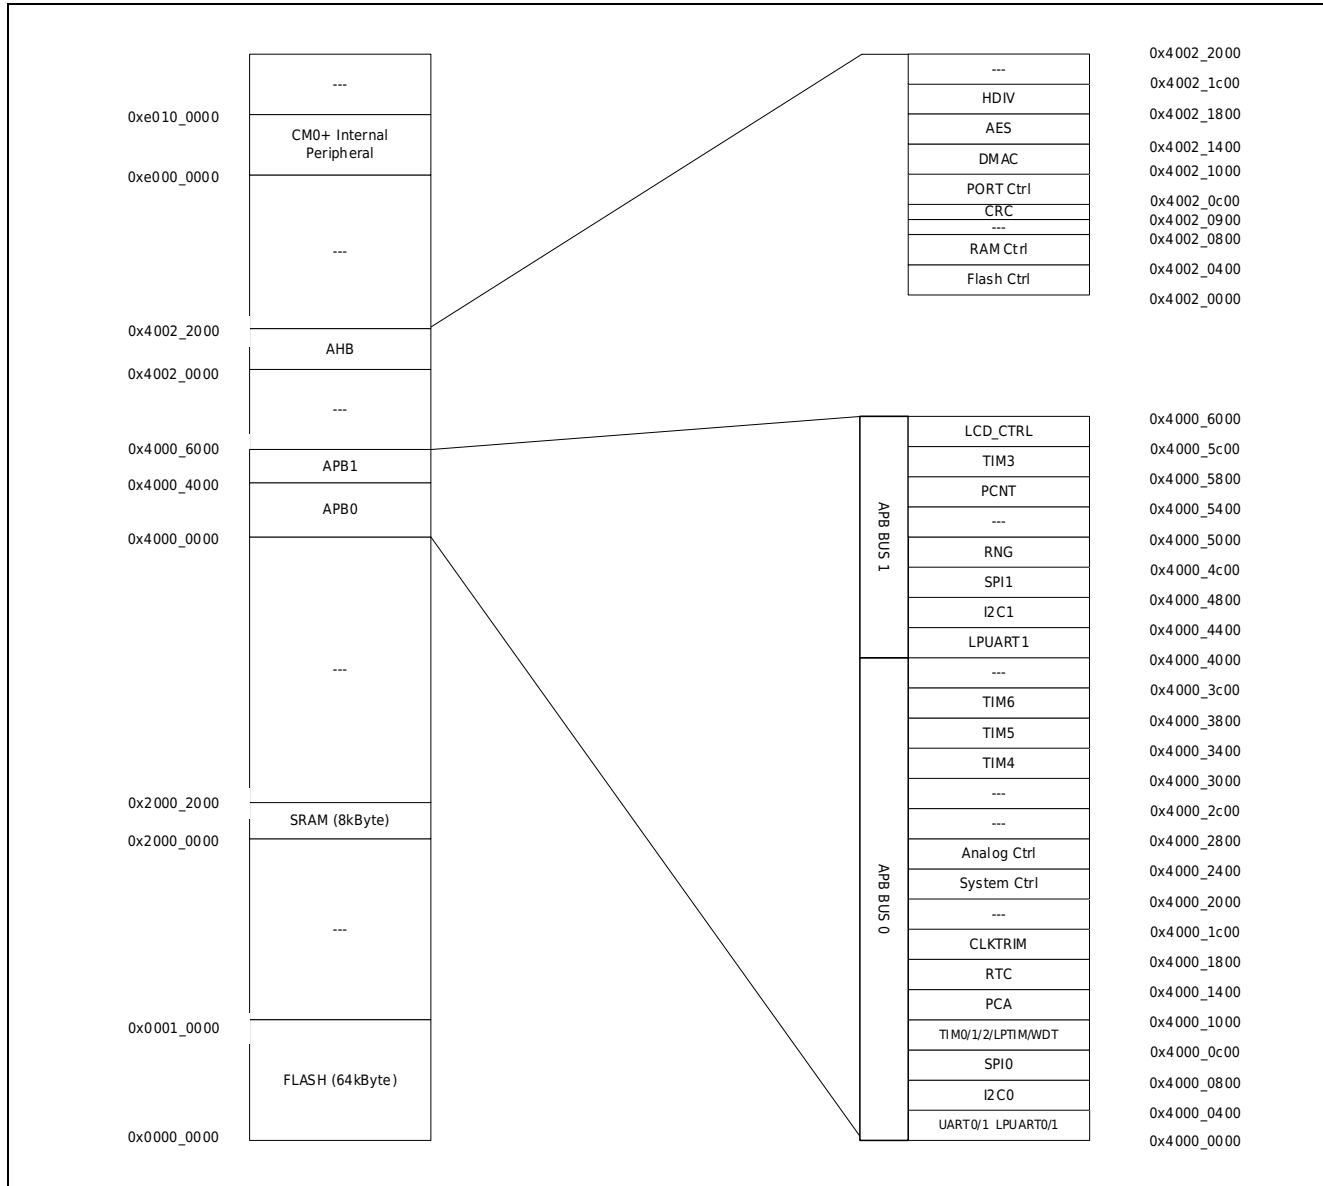 ---
0xe010_0000
CM0+ Internal
Peripheral
0xe000_0000
---
0x4002_2000
AHB
0x4002_0000
---
0x4000_6000
APB1
0x4000_4000
APB0
0x4000_0000
---
0x2000_2000
SRAM (8kByte)
0x2000_0000
---
0x0001_0000
FLASH (64kByte)
0x0000_0000
0x4002_2000
---
0x4002_1c00
HDIV
0x4002_1800
AES
0x4002_1400
DMAC
0x4002_1000
PORT Ctrl
0x4002_0c00
CRC
0x4002_0900
---
0x4002_0800
RAM Ctrl
0x4002_0400
Flash Ctrl
0x4002_0000
APB BUS 1
0x4000_6000
LCD_CTRL
0x4000_5c00
TIM3
0x4000_5800
PCNT
0x4000_5400
---
0x4000_5000
RNG
0x4000_4c00
SPI1
0x4000_4800
I2C1
0x4000_4400
LPUART1
0x4000_4000
APB BUS 0
---
0x4000_3c00
TIM6
0x4000_3800
TIM5
0x4000_3400
TIM4
0x4000_3000
---
0x4000_2c00
---
0x4000_2800
Analog Ctrl
0x4000_2400
System Ctrl
0x4000_2000
---
0x4000_1c00
CLKTRIM
0x4000_1800
RTC
0x4000_1400
PCA
0x4000_1000
TIM0/1/2/LPTIM/WDT
0x4000_0c00
SPI0
0x4000_0800
I2C0
0x4000_0400
UART0/1 LPUART0/1
0x4000_0000